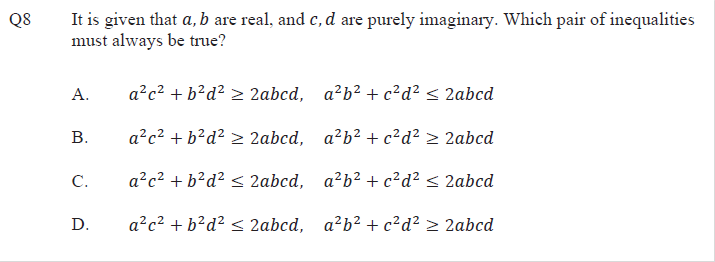 Q8 It is given that a, b are real, and c, d are purely imaginary. Which pair of inequalities
must always be true?
A. a²c² + b²d² ≥ 2abcd, a²b² + c²d² ≤ 2abcd
B. a²c² + b²d² ≥ 2abcd, a²b² + c²d² ≥ 2abcd
C. a²c² + b²d² ≤ 2abcd, a²b² + c²d² ≤ 2abcd
D. a²c² + b²d² ≤ 2abcd, a²b² + c²d² ≥ 2abcd